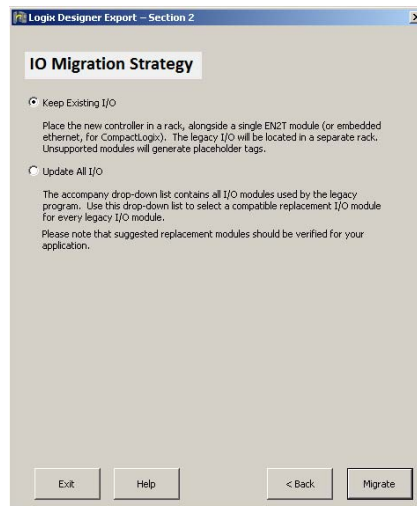 Logix Designer Export – Section 2
IO Migration Strategy
Keep Existing I/O
Place the new controller in a rack, alongside a single EN2T module (or embedded
ethernet, for CompactLogix). The legacy I/O will be located in a separate rack.
Unsupported modules will generate placeholder tags.
Update All I/O
The accompany drop-down list contains all I/O modules used by the legacy
program. Use this drop-down list to select a compatible replacement I/O module
for every legacy I/O module.
Please note that suggested replacement modules should be verified for your
application.
Exit
Help
< Back
Migrate